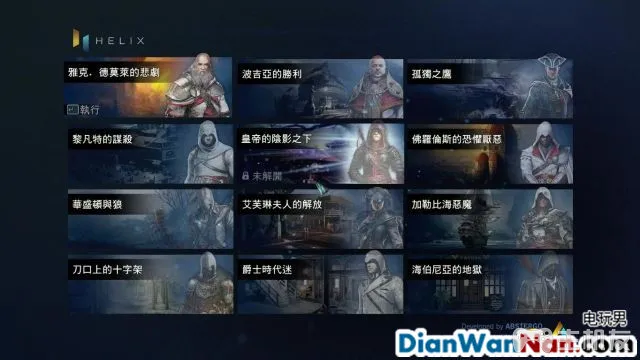 HELIX
雅克．德莫萊的悲劇
波吉亞的勝利
孤獨之鷹
執行
黎凡特的謀殺
皇帝的陰影之下
佛羅倫斯的恐懼厭惡
未解開
華盛頓與狼
艾芙琳夫人的解放
加勒比海惡魔
刀口上的十字架
爵士時代迷
海伯尼亞的地獄
电玩男
Developed by ABSTERGO
DianWanNan.com